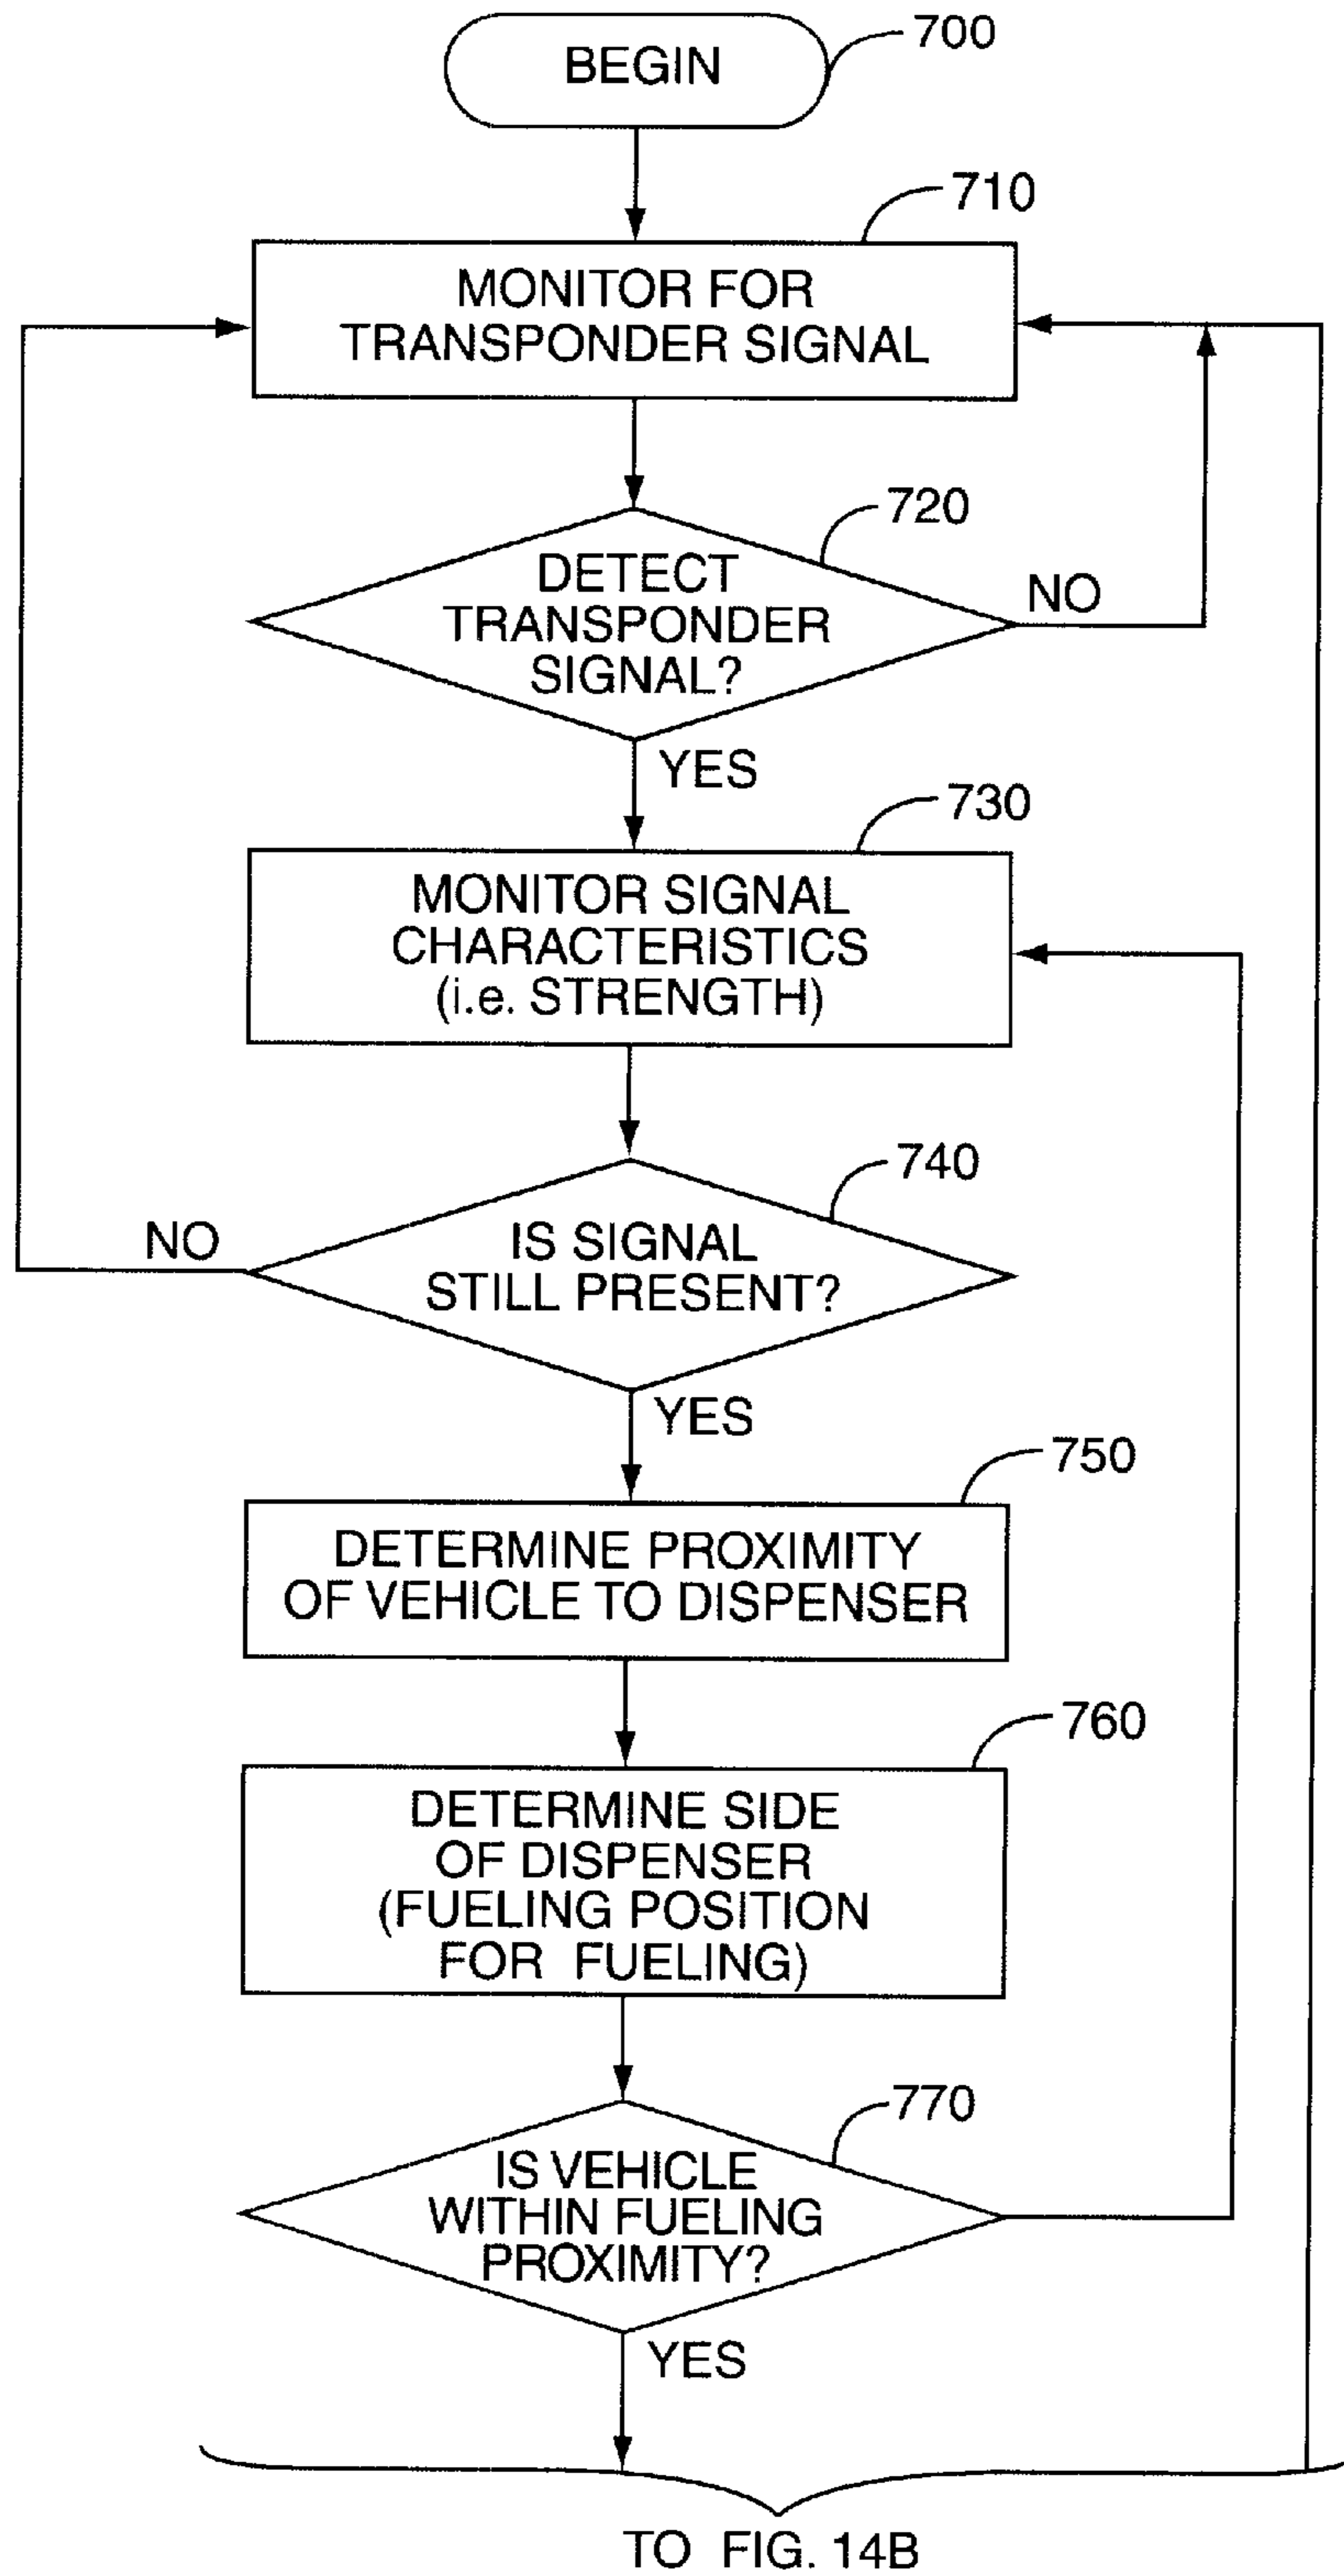 BEGIN
700
710
MONITOR FOR
TRANSPONDER SIGNAL
720
DETECT
TRANSPONDER
SIGNAL?
NO
YES
730
MONITOR SIGNAL
CHARACTERISTICS
(i.e. STRENGTH)
740
IS SIGNAL
STILL PRESENT?
NO
YES
750
DETERMINE PROXIMITY
OF VEHICLE TO DISPENSER
760
DETERMINE SIDE
OF DISPENSER
(FUELING POSITION
FOR FUELING)
770
IS VEHICLE
WITHIN FUELING
PROXIMITY?
YES
TO FIG. 14B